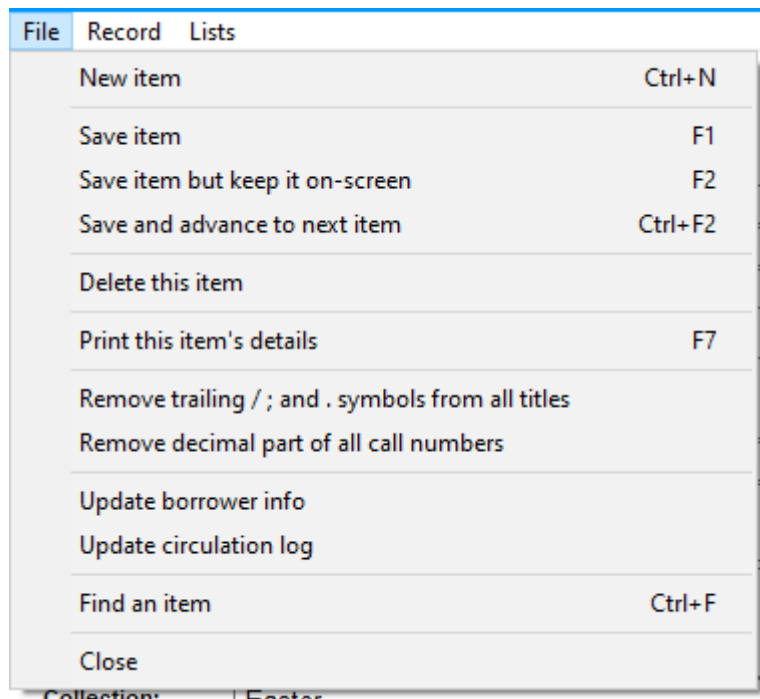 File Record Lists
New item Ctrl+N
Save item F1
Save item but keep it on-screen F2
Save and advance to next item Ctrl+F2
Delete this item
Print this item's details F7
Remove trailing / ; and . symbols from all titles
Remove decimal part of all call numbers
Update borrower info
Update circulation log
Find an item Ctrl+F
Close
Collection: Easter